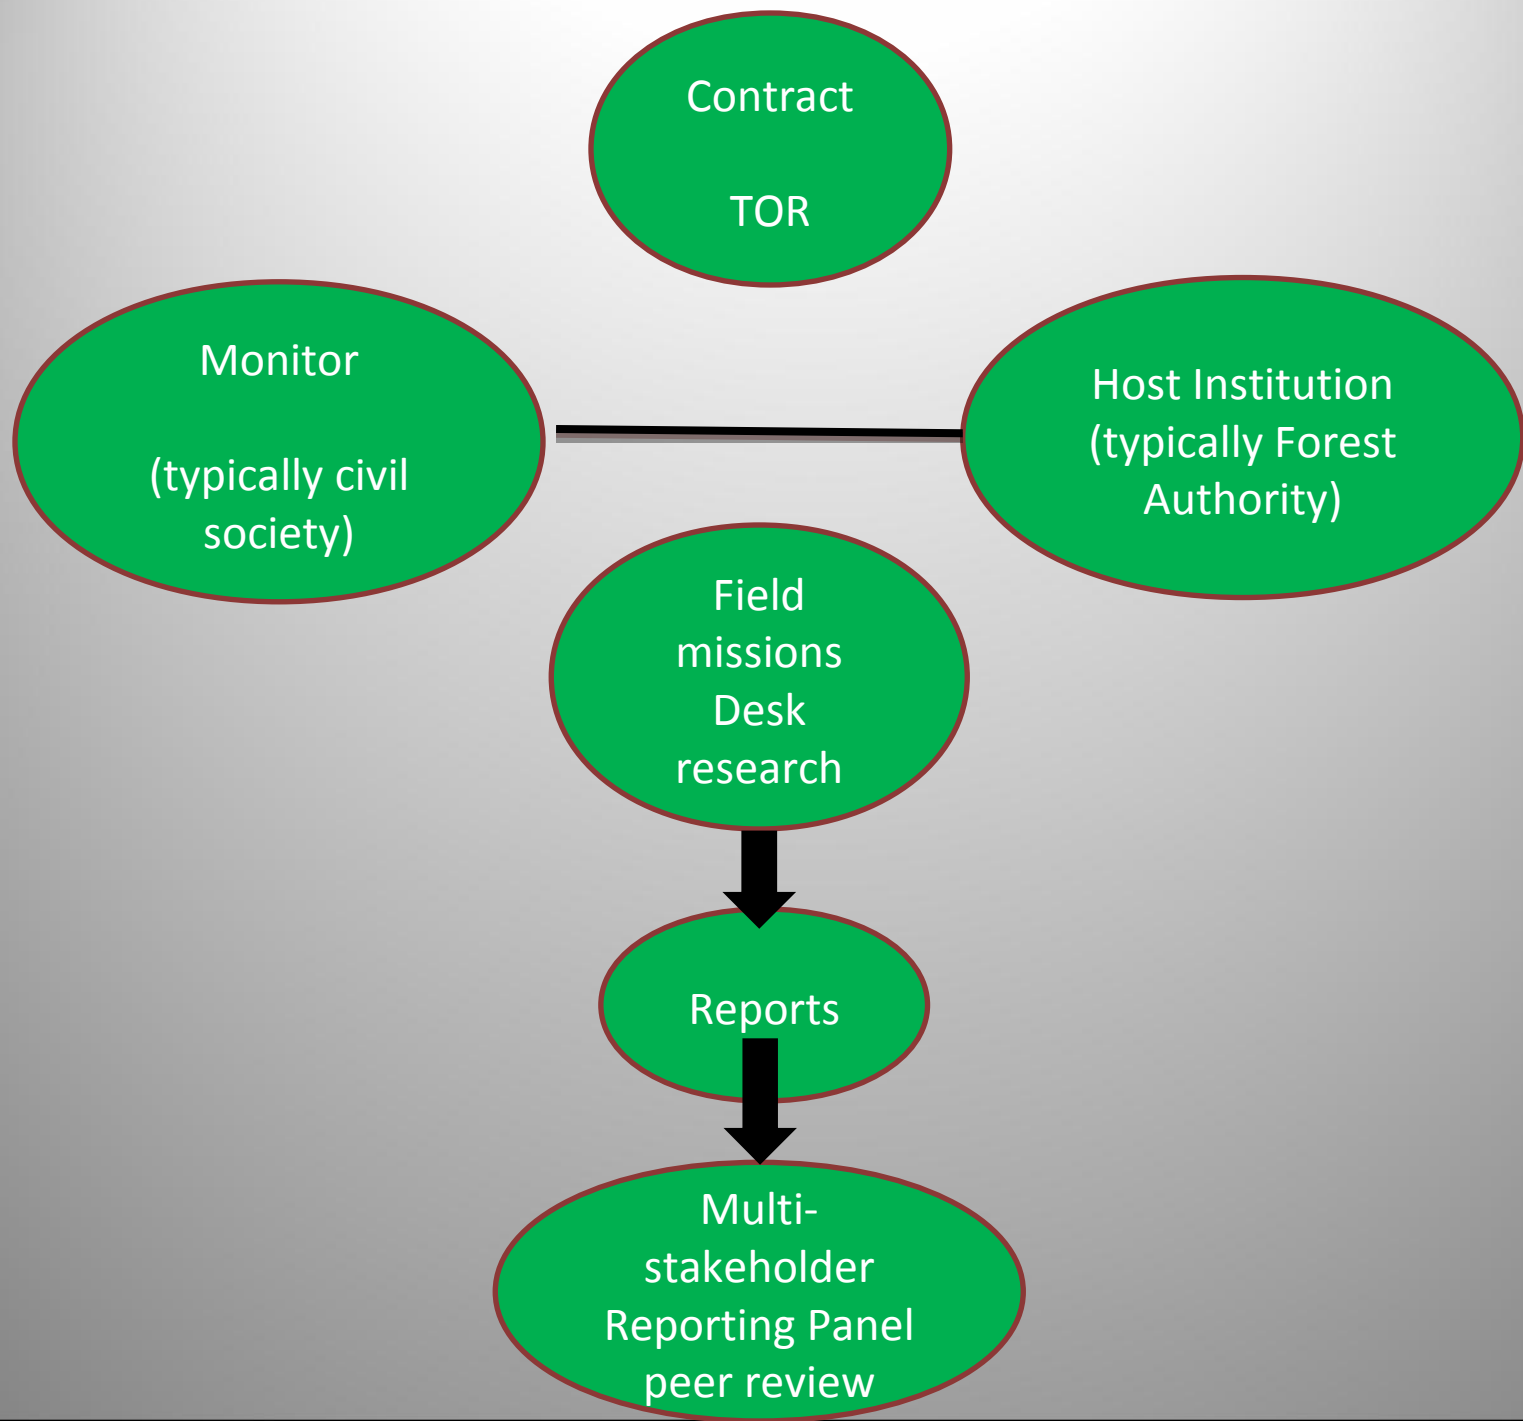 Contract
TOR
Monitor
(typically civil
society)
Host Institution
(typically Forest
Authority)
Field
missions
Desk
research
Reports
Multi-
stakeholder
Reporting Panel
peer review